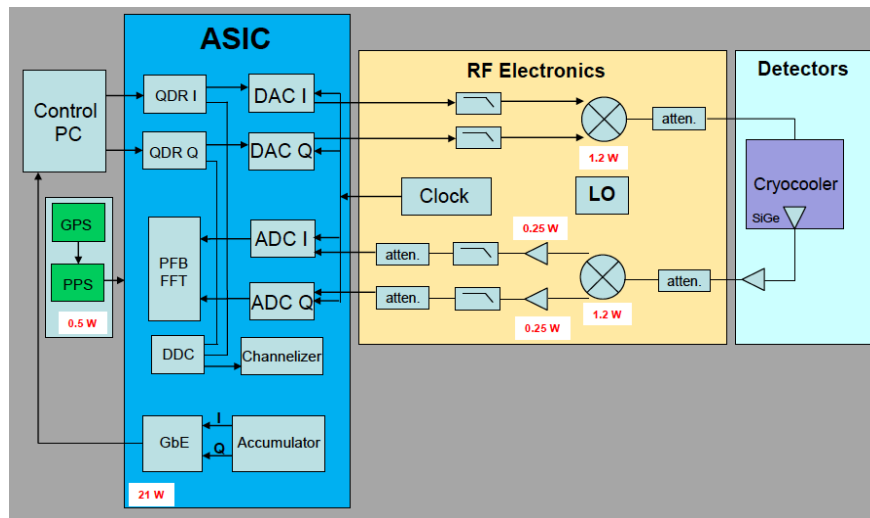 ASIC
RF Electronics
Detectors
Control
PC
QDR I
DAC I
QDR Q
DAC Q
atten.
1.2 W
Cryocooler
SiGe
Clock
LO
GPS
PPS
0.5 W
PFB
FFT
ADC I
ADC Q
0.25 W
atten.
atten.
atten.
0.25 W
1.2 W
DDC
Channelizer
GbE
I
Q
Accumulator
21 W